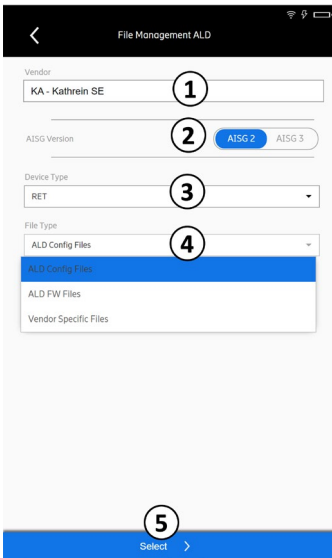 File Management ALD
Vendor
KA - Kathrein SE
1
AISG Version
2
AISG 2
AISG 3
Device Type
RET
3
File Type
ALD Config Files
4
ALD Config Files
ALD FW Files
Vendor Specific Files
5
Select